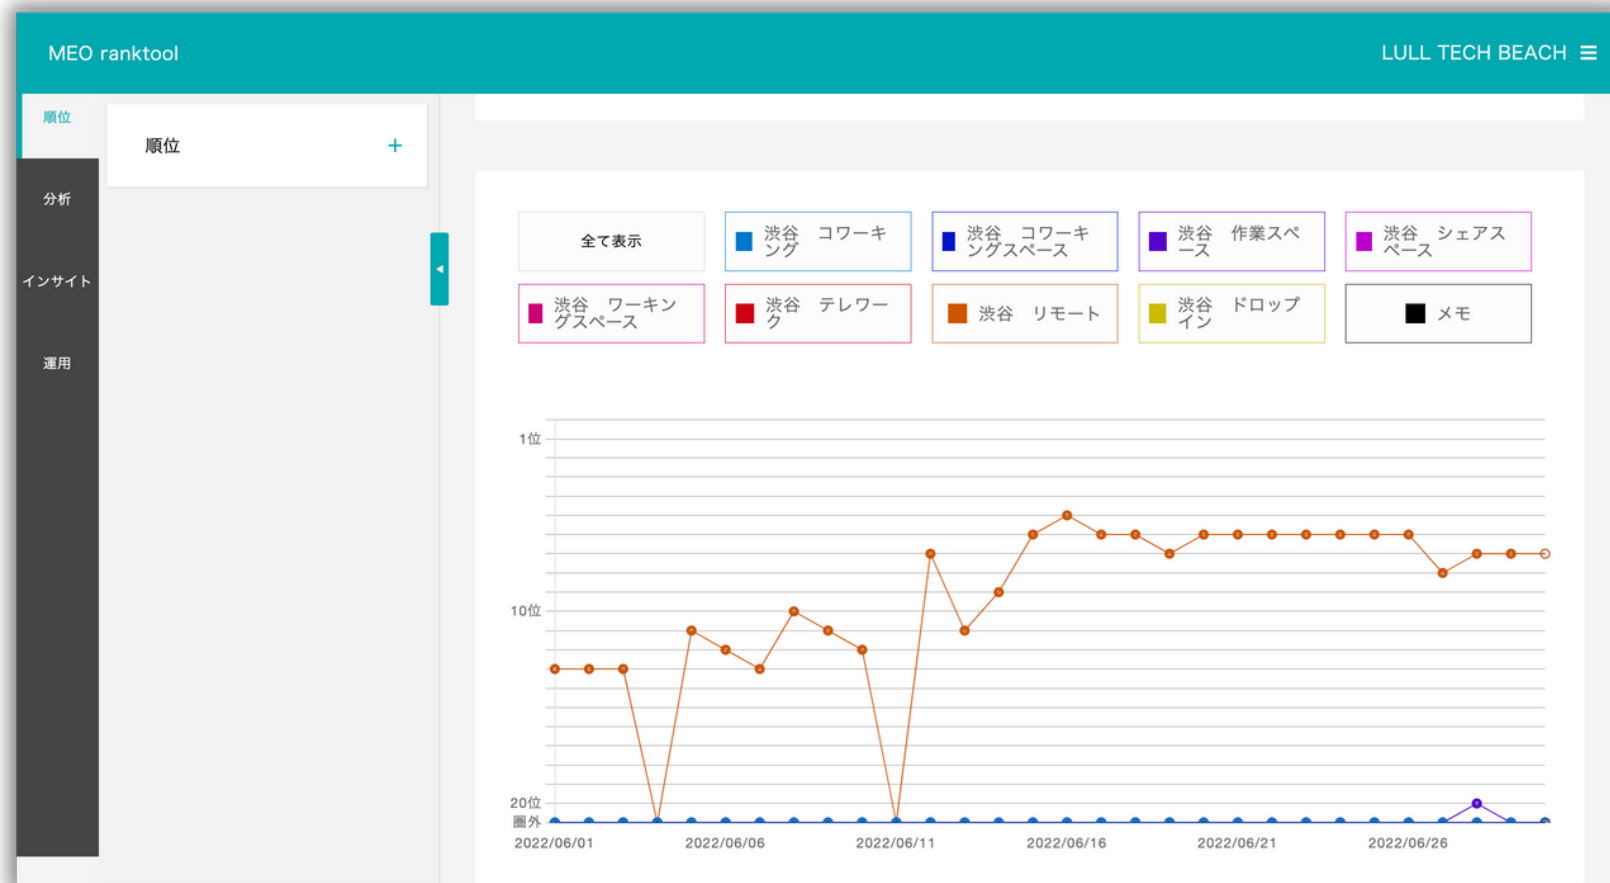 MEO ranktool
LULL TECH BEACH
順位
分析
インサイト
運用
順位
+
全て表示
渋谷　コワーキ
ング
渋谷　コワーキ
ングスペース
渋谷　作業スペ
ース
渋谷　シェアス
ペース
渋谷　ワーキン
グスペース
渋谷　テレワー
ク
渋谷　リモート
渋谷　ドロップ
イン
メモ
1位
10位
20位
圏外
2022/06/01
2022/06/06
2022/06/11
2022/06/16
2022/06/21
2022/06/26